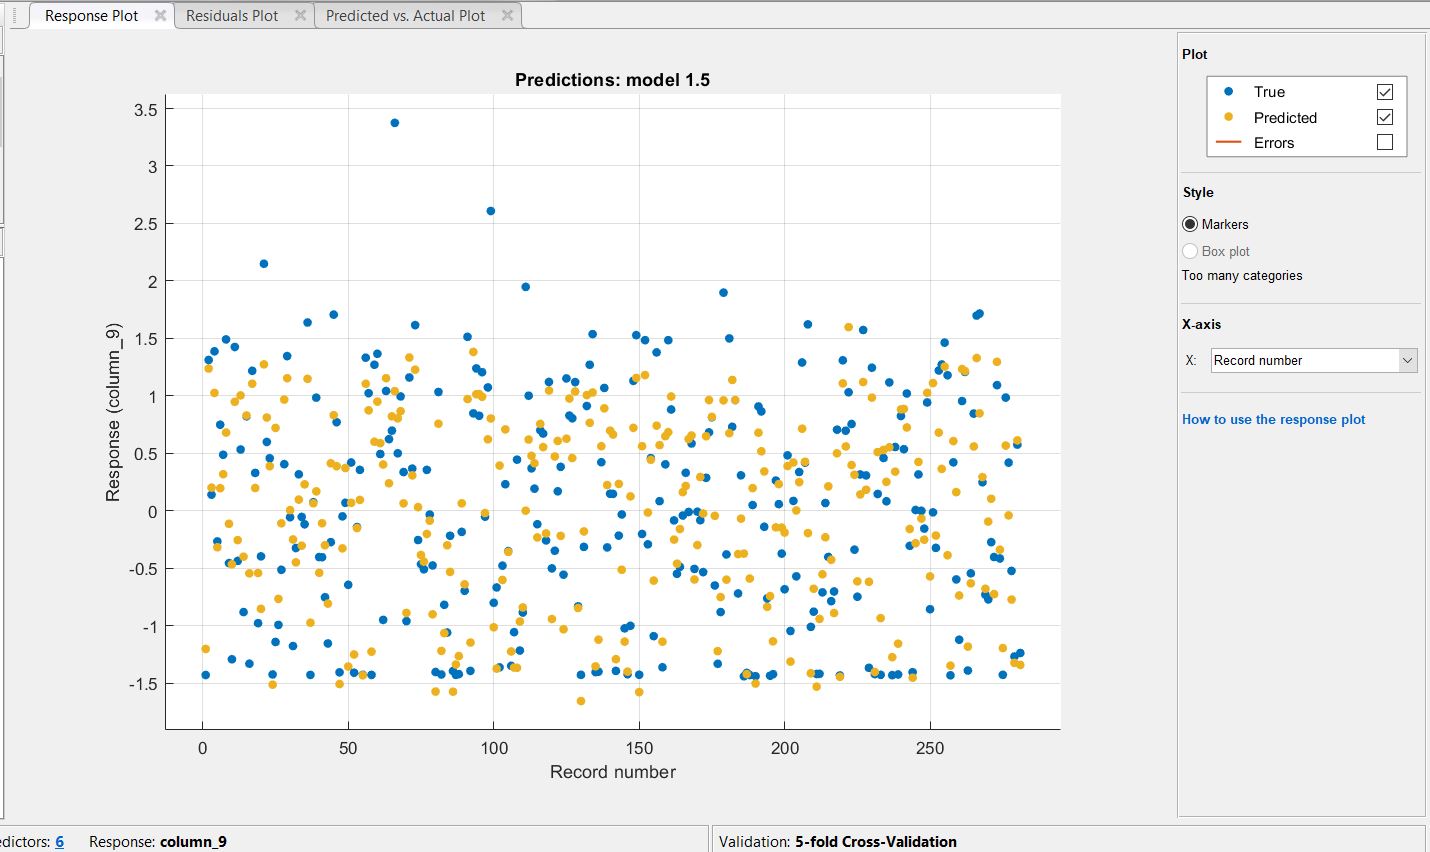 Response Plot
Residuals Plot
Predicted vs. Actual Plot
Predictions: model 1.5
3.5
3
2.5
2
1.5
1
0.5
0
-0.5
-1
-1.5
Response (column_9)
0
50
100
150
200
250
Record number
Plot
True
Predicted
Errors
Style
Markers
Box plot
Too many categories
X-axis
X: Record number
How to use the response plot
6 Response: column_9
Validation: 5-fold Cross-Validation